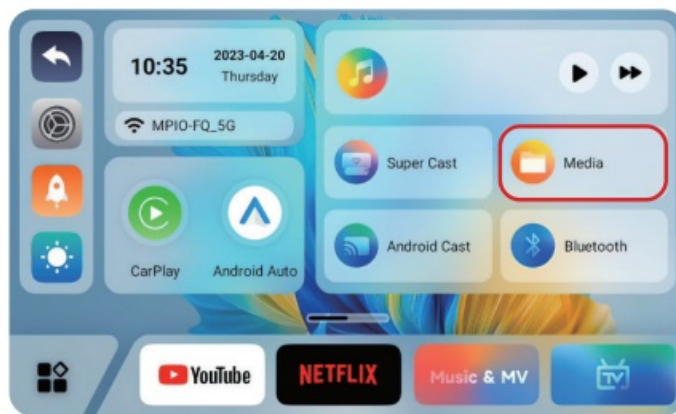 10:35
2023-04-20
Thursday
MPIO-FQ_5G
CarPlay
Android Auto
Super Cast
Media
Android Cast
Bluetooth
YouTube
NETFLIX
Music & MV
TV